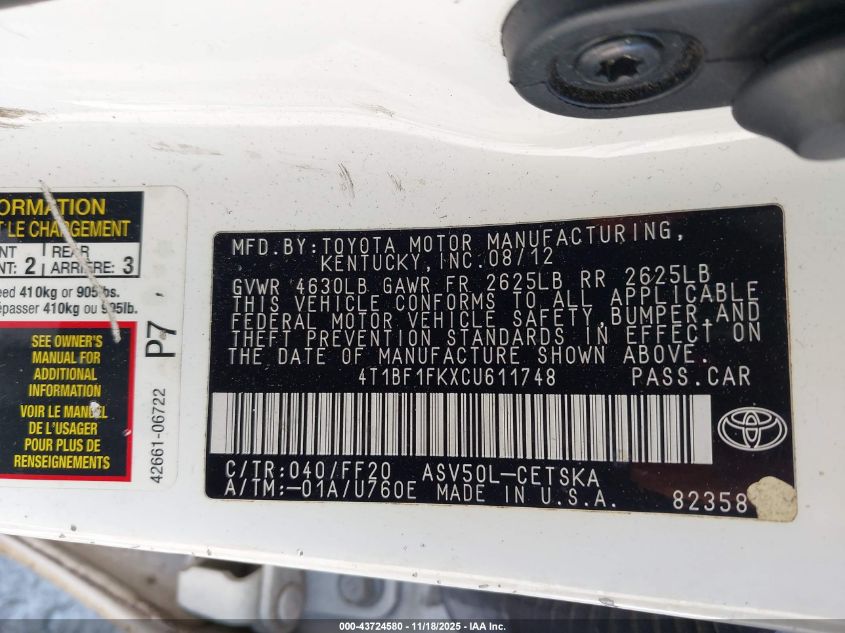 ORMATION
T LE CHARGEMENT
NT 2 REAR
NT: ARRIÈRE: 3
eed 410kg or 905lbs.
épasser 410kg ou 905lb.
SEE OWNER'S
MANUAL FOR
ADDITIONAL
INFORMATION
VOIR LE MANUEL
DE L'USAGER
POUR PLUS DE
RENSEIGNEMENTS
P7
42661-06722
MFD.BY:TOYOTA MOTOR MANUFACTURING,
KENTUCKY,INC.08/12
GVWR 4630LB GAWR FR 2625LB RR 2625LB
THIS VEHICLE CONFORMS TO ALL APPLICABLE
FEDERAL MOTOR VEHICLE SAFETY,BUMPER,AND
THEFT PREVENTION STANDARDS IN EFFECT ON
THE DATE OF MANUFACTURE SHOWN ABOVE.
4T1BF1FKXCU611748 PASS.CAR
C/TR:040/FF20 ASV50L-CETSKA
A/TM:-01A/U760E MADE IN U.S.A. 82358
000-43724580 - 11/18/2025 - IAA, Inc.